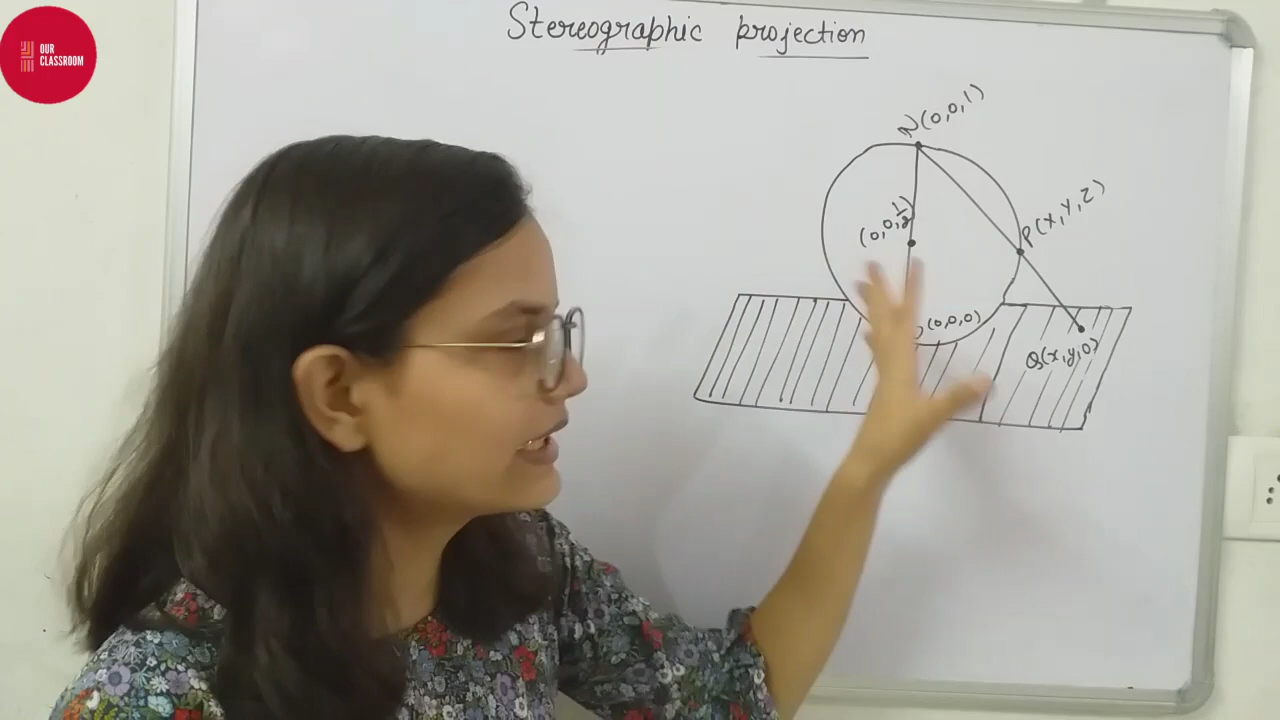 OUR
CLASSROOM
Stereographic projection
N(0,0,1)
P(X,Y,Z)
(0,0,1/2)
(0,0,0)
Q(x,y,0)